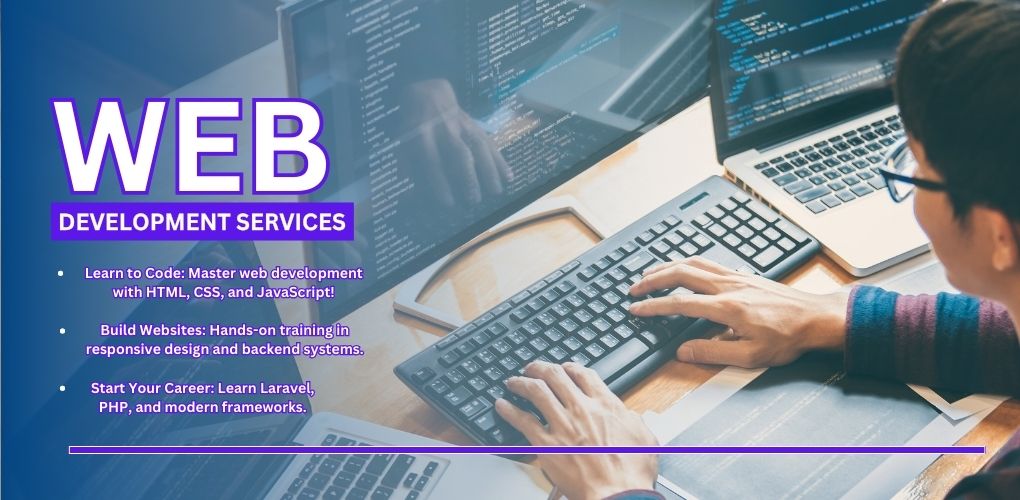 WEB
DEVELOPMENT SERVICES
• Learn to Code: Master web development
with HTML, CSS, and JavaScript!
• Build Websites: Hands-on training in
responsive design and backend systems.
• Start Your Career: Learn Laravel,
PHP, and modern frameworks.